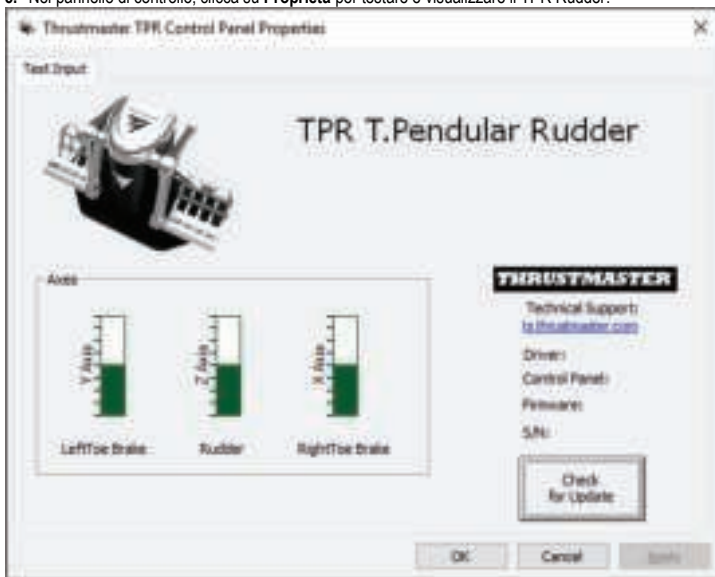 Nel pannello di controllo, clicca su Proprietà per testare o visualizzare il TPR Rudder.
Thrustmaster TPR Control Panel Properties
Test Input
TPR T.Pendular Rudder
Axes
THRUSTMASTER
Technical Support:
ts.thrustmaster.com
Driver:
Control Panel:
Firmware:
S/N:
Y Axis
Z Axis
X Axis
LeftToe Brake
Rudder
RightToe Brake
Check
for Update
OK
Cancel
Apply